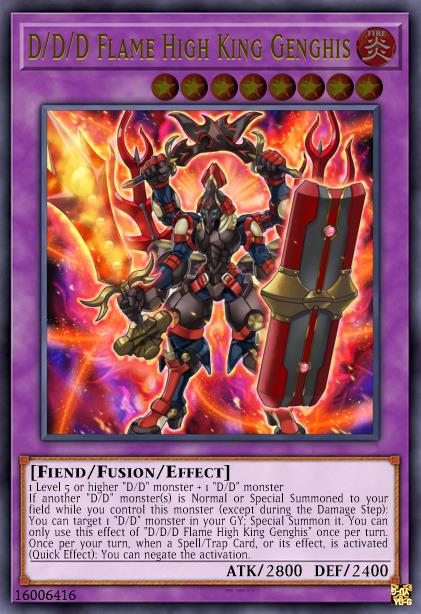 D/D/D Flame High King Genghis
FIRE
炎
[Fiend/Fusion/Effect]
1 Level 5 or higher "D/D" monster + 1 "D/D" monster
If another "D/D" monster(s) is Normal or Special Summoned to your
field while you control this monster (except during the Damage Step):
You can target 1 "D/D" monster in your GY; Special Summon it. You can
only use this effect of "D/D/D Flame High King Genghis" once per turn.
Once per your turn, when a Spell/Trap Card, or its effect, is activated
(Quick Effect): You can negate the activation.
ATK/2800 DEF/2400
16006416